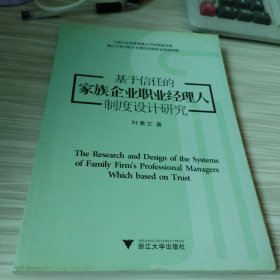 基于信任的
家族企业职业经理人
制度设计研究
叶素文 著
The Research and Design of the Systems
of Family Firm's Professional Managers
Which based on Trust
浙江大学出版社